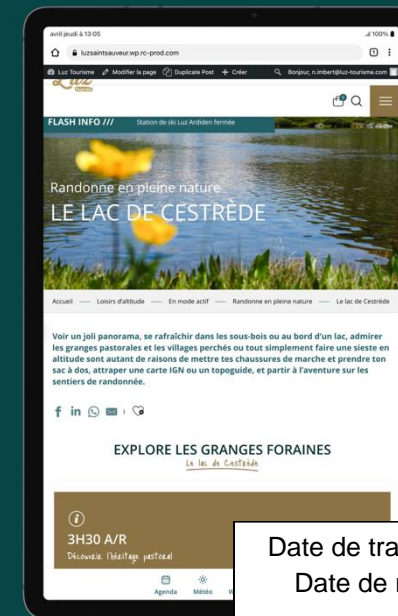 avril jeudi à 13:05
100%
luzsaintsauveur.wp.rc-prod.com
Luz Tourisme Modifier la page Duplicate Post + Créer Bonjour, n.imbert@luz-tourisme.com
Luz
FLASH INFO /// Station de ski Luz Ardiden fermée
Randonne en pleine nature
LE LAC DE CESTRÈDE
Accueil — Loisirs d'altitude — En mode actif — Randonne en pleine nature — Le lac de Cestrède
Voir un joli panorama, se rafraîchir dans les sous-bois ou au bord d'un lac, admirer
les granges pastorales et les villages perchés ou tout simplement faire une sieste en
altitude sont autant de raisons de mettre tes chaussures de marche et prendre ton
sac à dos, attraper une carte IGN ou un topoguide, et partir à l'aventure sur les
sentiers de randonnée.
EXPLORE LES GRANGES FORAINES
Le lac de Cestrède
3H30 A/R
Découvrir l'héritage pastoral
Agenda Météo
Date de tra
Date de